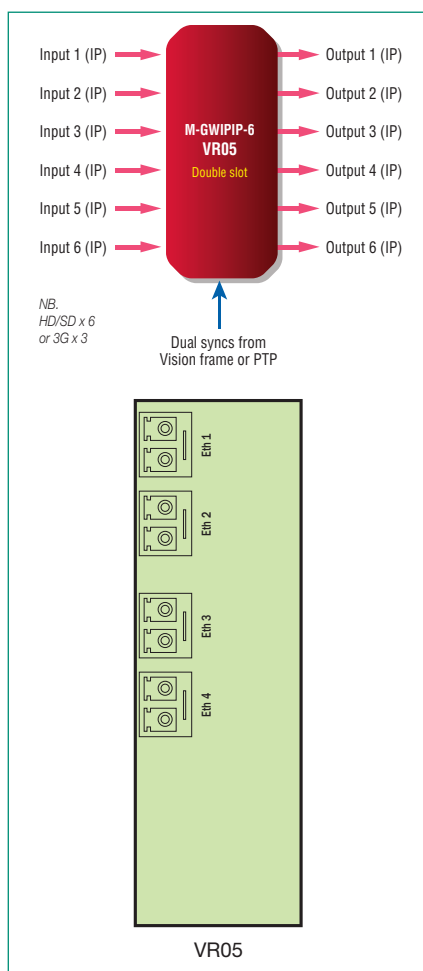 Input 1 (IP)
Input 2 (IP)
Input 3 (IP)
Input 4 (IP)
Input 5 (IP)
Input 6 (IP)
M-GWIPIP-6
VR05
Double slot
Output 1 (IP)
Output 2 (IP)
Output 3 (IP)
Output 4 (IP)
Output 5 (IP)
Output 6 (IP)
NB.
HD/SD x 6
or 3G x 3
Dual syncs from
Vision frame or PTP
Eth 1
Eth 2
Eth 3
Eth 4
VR05